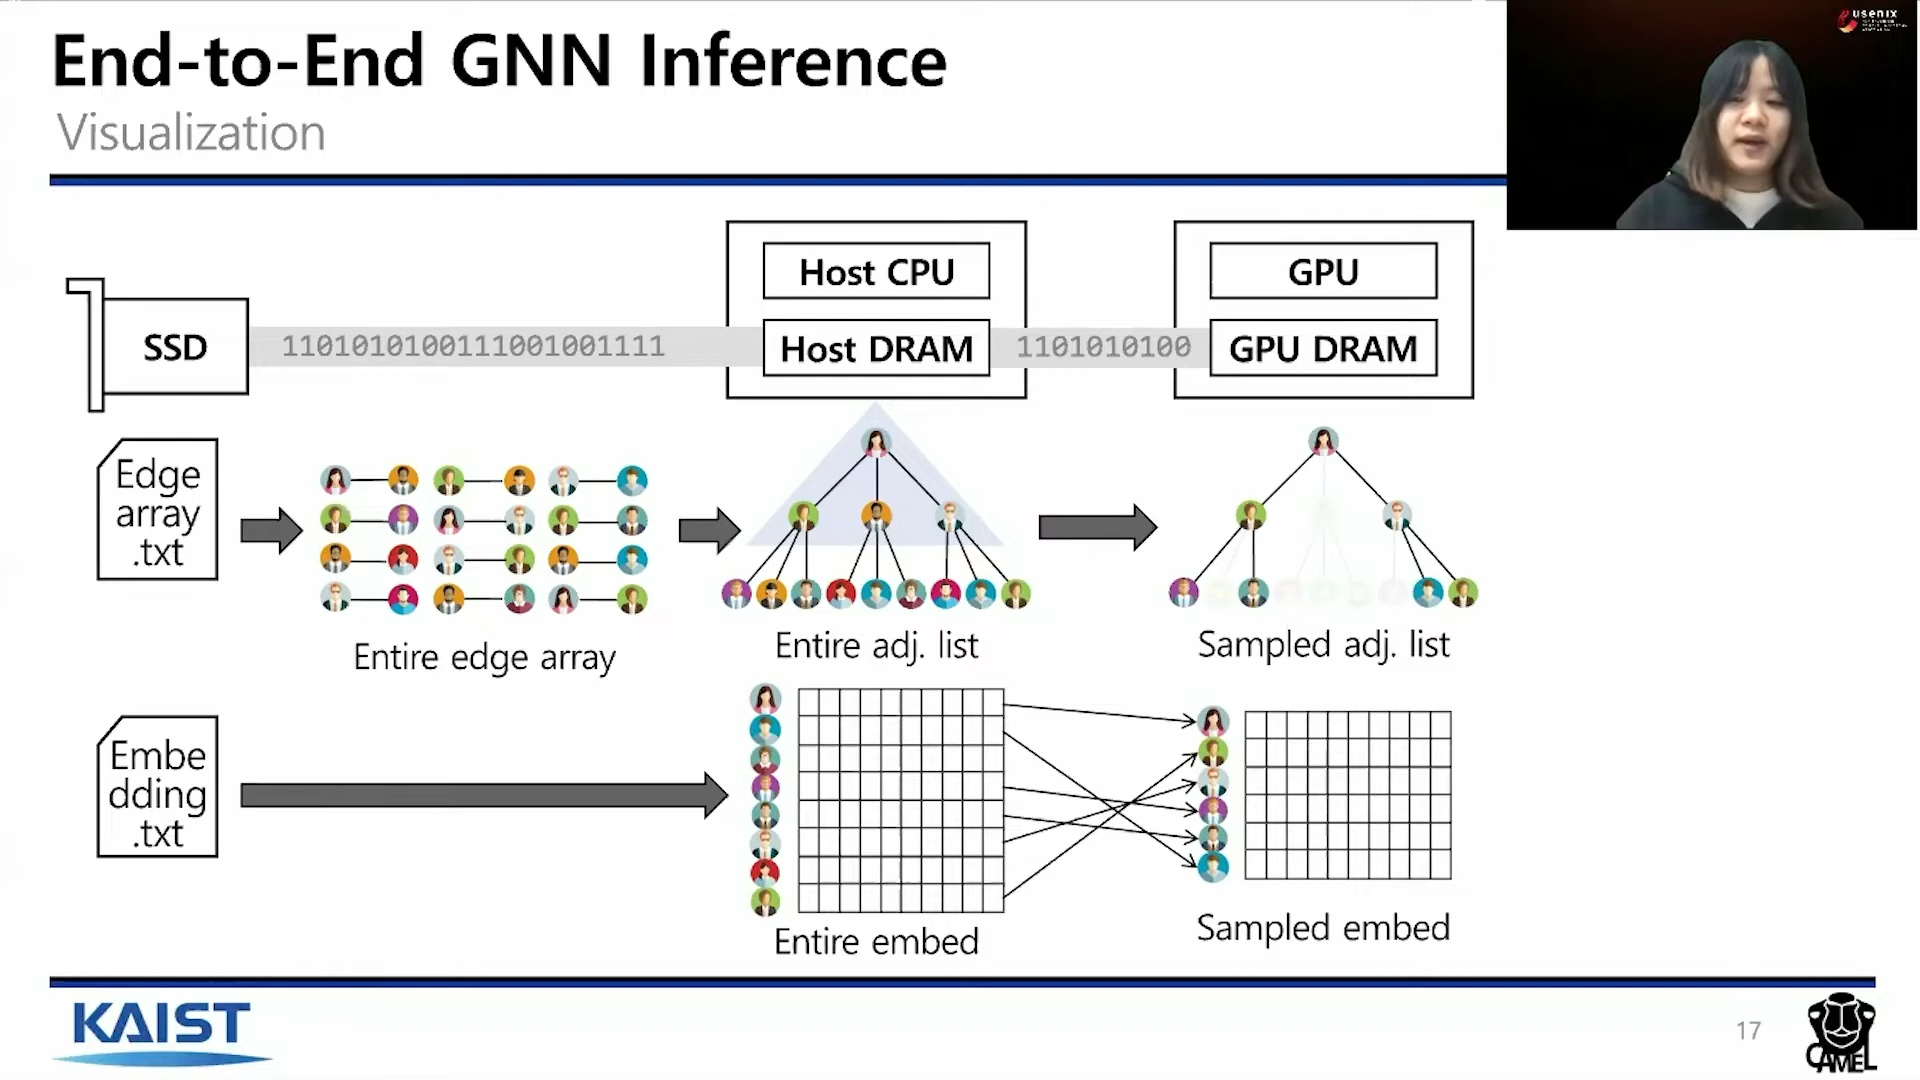 End-to-End GNN Inference
Visualization
usenix
Host CPU
GPU
SSD
1101010100111001001111
Host DRAM
1101010100
GPU DRAM
Edge
array
.txt
Entire edge array
Entire adj. list
Sampled adj. list
Embe
dding
.txt
Entire embed
Sampled embed
KAIST
17
CAMEL